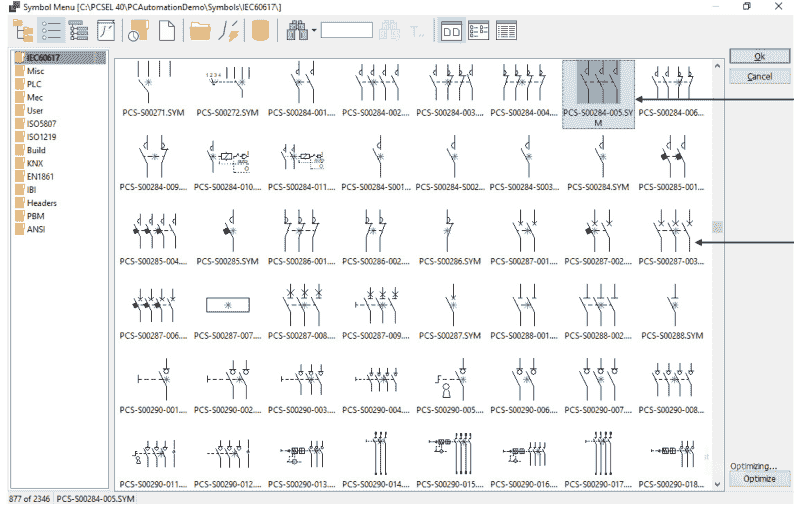 Symbol Menu [C:\PCSEL 40\PCAutomationDemo\Symbols\IEC60617\]
IEC60617
Misc
PLC
Mec
User
ISO5807
ISO1219
Build
KNX
EN1861
IBI
Headers
PBM
ANSI
Ok
Cancel
1 2 3 4
PCS-S00271.SYM PCS-S00272.SYM PCS-S00284-001.... PCS-S00284-002.... PCS-S00284-003.... PCS-S00284-004.... PCS-S00284-005.SY PCS-S00284-006....
M
PCS-S00284-009.... PCS-S00284-010.... PCS-S00284-011.... PCS-S00284-S001... PCS-S00284-S002... PCS-S00284-S003... PCS-S00284.SYM PCS-S00285-001....
PCS-S00285-004.... PCS-S00285.SYM PCS-S00286-001.... PCS-S00286-002.... PCS-S00286.SYM PCS-S00287-001.... PCS-S00287-002.... PCS-S00287-003....
PCS-S00287-006.... PCS-S00287-007.... PCS-S00287-008.... PCS-S00287-009.... PCS-S00287.SYM PCS-S00288-001.... PCS-S00288-002.... PCS-S00288.SYM
PCS-S00290-001.... PCS-S00290-002.... PCS-S00290-003.... PCS-S00290-004.... PCS-S00290-005.... PCS-S00290-006.... PCS-S00290-007.... PCS-S00290-008....
PCS-S00290-011.... PCS-S00290-012.... PCS-S00290-013.... PCS-S00290-014.... PCS-S00290-015.... PCS-S00290-016.... PCS-S00290-017.... PCS-S00290-018....
Optimizing...
Optimize
877 of 2346 PCS-S00284-005.SYM